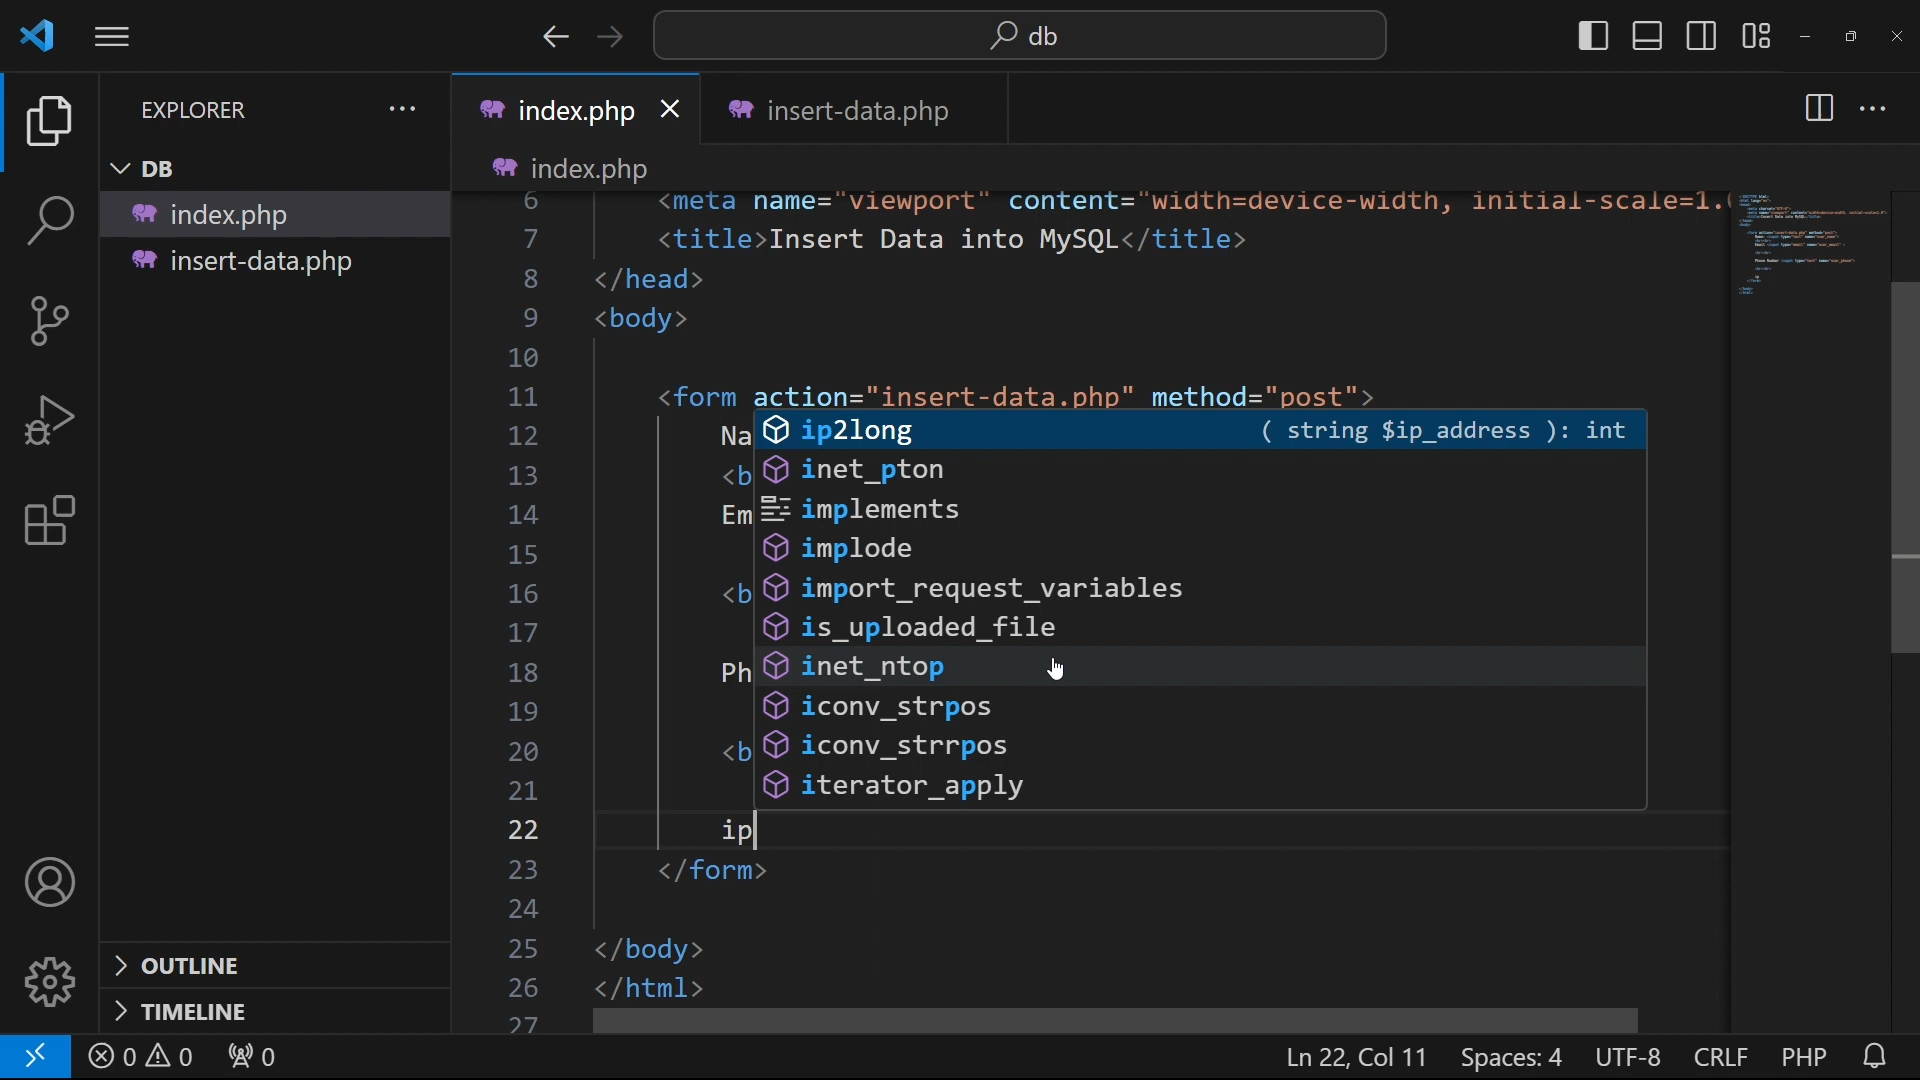 db
EXPLORER
DB
index.php
insert-data.php
OUTLINE
TIMELINE
index.php
insert-data.php
index.php
6 <meta name="viewport" content="width=device-width, initial-scale=1.
7 <title>Insert Data into MySQL</title>
8 </head>
9 <body>
10
11 <form action="insert-data.php" method="post">
12 Na
13 <b
14 Em
15
16 <b
17
18 Ph
19
20 <b
21
22 ip
23 </form>
24
25 </body>
26 </html>
27
ip2long ( string $ip_address ): int
inet_pton
implements
implode
import_request_variables
is_uploaded_file
inet_ntop
iconv_strpos
iconv_strrpos
iterator_apply
0 0 0
Ln 22, Col 11 Spaces: 4 UTF-8 CRLF PHP